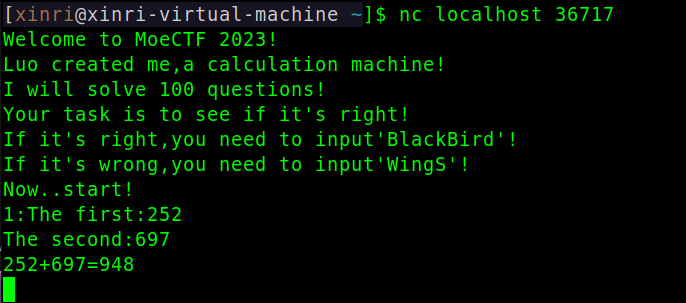 [xinri@xinri-virtual-machine ~]$ nc localhost 36717
Welcome to MoeCTF 2023!
Luo created me,a calculation machine!
I will solve 100 questions!
Your task is to see if it's right!
If it's right,you need to input'BlackBird'!
If it's wrong,you need to input'WingS'!
Now..start!
1:The first:252
The second:697
252+697=948